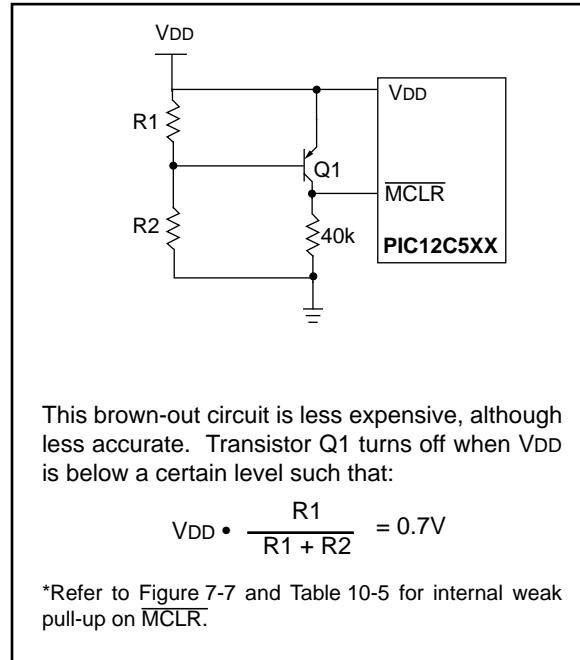 VDD
VDD
R1
Q1
MCLR
R2
40k
PIC12C5XX
This brown-out circuit is less expensive, although
less accurate. Transistor Q1 turns off when VDD
is below a certain level such that:
VDD • R1 / R1 + R2 = 0.7V
*Refer to Figure 7-7 and Table 10-5 for internal weak
pull-up on MCLR.